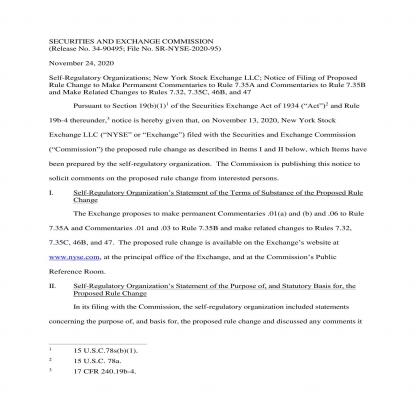 SECURITIES AND EXCHANGE COMMISSION
(Release No. 34-90495; File No. SR-NYSE-2020-95)
November 24, 2020
Self-Regulatory Organizations; New York Stock Exchange LLC; Notice of Filing of Proposed
Rule Change to Make Permanent Commentaries to Rule 7.35A and Commentaries to Rule 7.35B
and Make Related Changes to Rules 7.32, 7.35C, 46B, and 47
Pursuant to Section 19(b)(1)1 of the Securities Exchange Act of 1934 (“Act”)2 and Rule
19b-4 thereunder,3 notice is hereby given that, on November 13, 2020, New York Stock
Exchange LLC (“NYSE” or “Exchange”) filed with the Securities and Exchange Commission
(“Commission”) the proposed rule change as described in Items I and II below, which Items have
been prepared by the self-regulatory organization. The Commission is publishing this notice to
solicit comments on the proposed rule change from interested persons.
I. Self-Regulatory Organization’s Statement of the Terms of Substance of the Proposed Rule
Change
The Exchange proposes to make permanent Commentaries .01(a) and (b) and .06 to Rule
7.35A and Commentaries .01 and .03 to Rule 7.35B and make related changes to Rules 7.32,
7.35C, 46B, and 47. The proposed rule change is available on the Exchange’s website at
www.nyse.com, at the principal office of the Exchange, and at the Commission’s Public
Reference Room.
II. Self-Regulatory Organization’s Statement of the Purpose of, and Statutory Basis for, the
Proposed Rule Change
In its filing with the Commission, the self-regulatory organization included statements
concerning the purpose of, and basis for, the proposed rule change and discussed any comments it
1 15 U.S.C.78s(b)(1).
2 15 U.S.C. 78a.
3 17 CFR 240.19b-4.